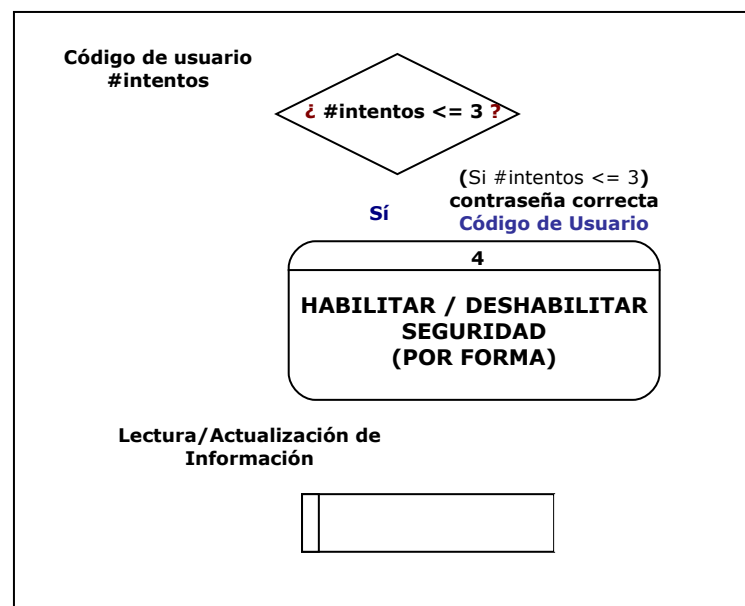 Código de usuario
#intentos
¿ #intentos <= 3 ?
(Si #intentos <= 3)
contraseña correcta
Código de Usuario
Sí
4
HABILITAR / DESHABILITAR
SEGURIDAD
(POR FORMA)
Lectura/Actualización de
Información